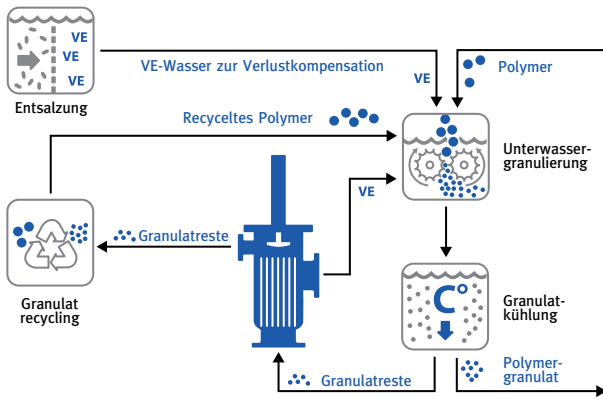 VE
VE
VE
Entsalzung
VE-Wasser zur Verlustkompensation
VE
Polymer
Recyceltes Polymer
Unterwasser-
granulierung
VE
Granulatreste
Granulat
recycling
C°
Granulat-
kühlung
Granulatreste
Polymer-
granulat